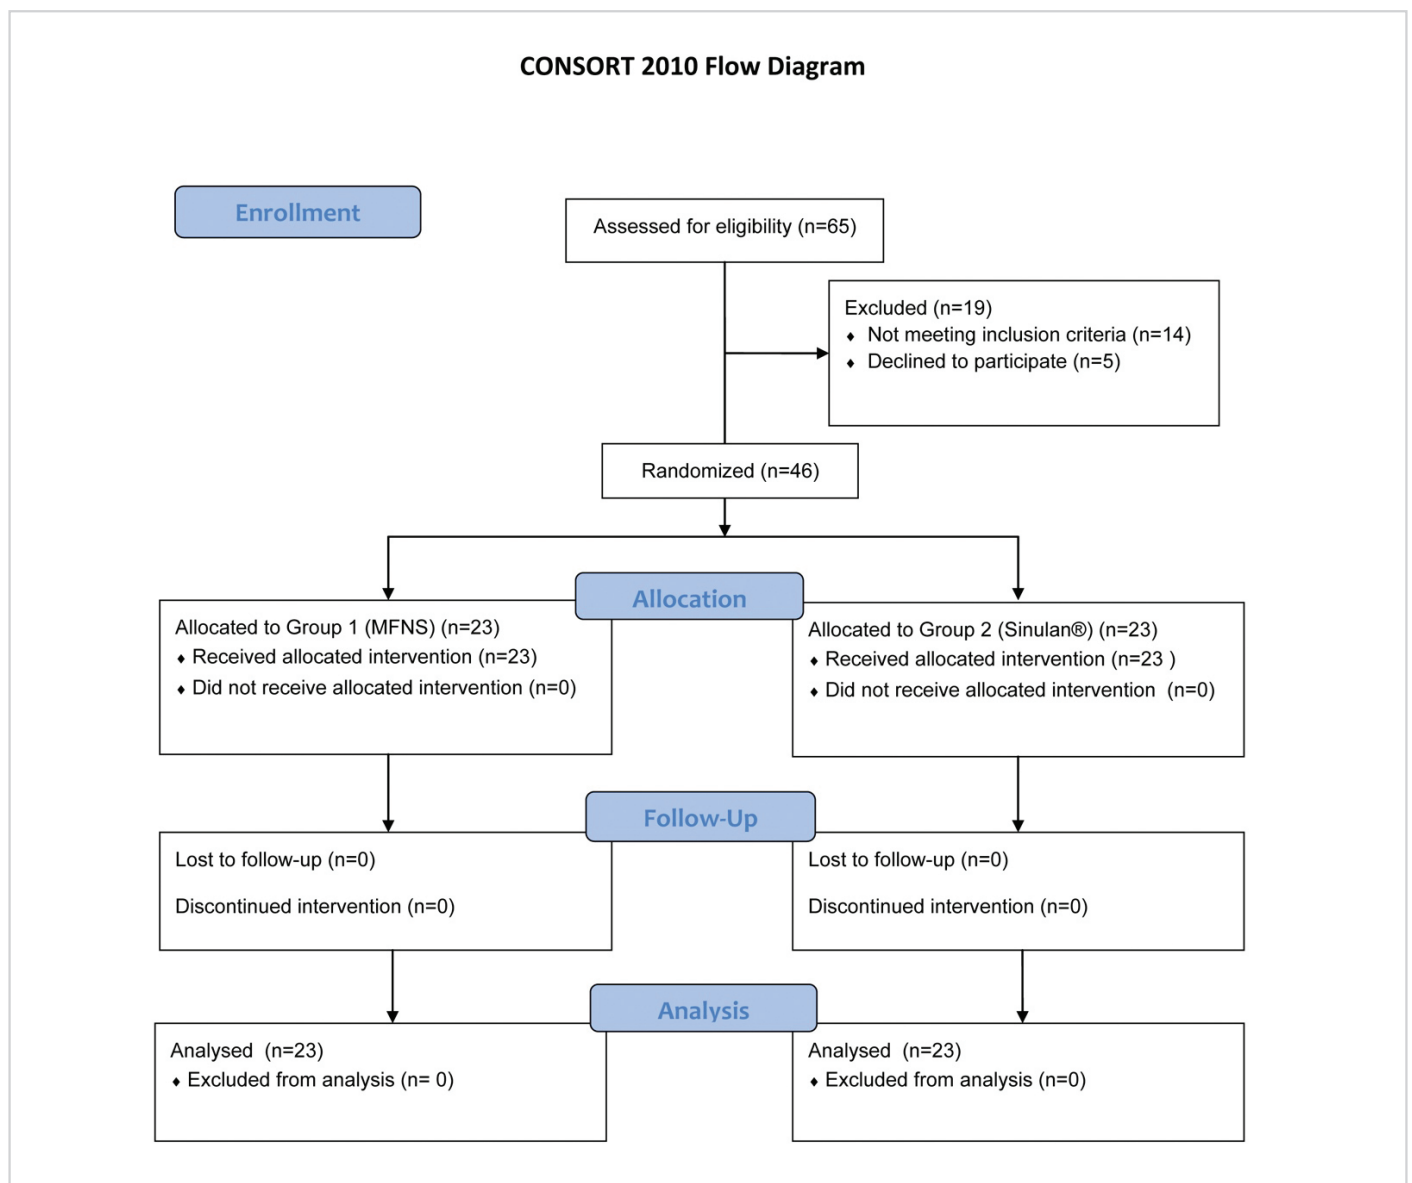 CONSORT 2010 Flow Diagram
Enrollment
Assessed for eligibility (n=65)
Excluded (n=19)
♦ Not meeting inclusion criteria (n=14)
♦ Declined to participate (n=5)
Randomized (n=46)
Allocation
Allocated to Group 1 (MFNS) (n=23)
♦ Received allocated intervention (n=23)
♦ Did not receive allocated intervention (n=0)
Allocated to Group 2 (Sinulan®) (n=23)
♦ Received allocated intervention (n=23 )
♦ Did not receive allocated intervention  (n=0)
Follow-Up
Lost to follow-up (n=0)
Discontinued intervention (n=0)
Lost to follow-up (n=0)
Discontinued intervention (n=0)
Analysis
Analysed  (n=23)
♦ Excluded from analysis (n= 0)
Analysed  (n=23)
♦ Excluded from analysis (n=0)